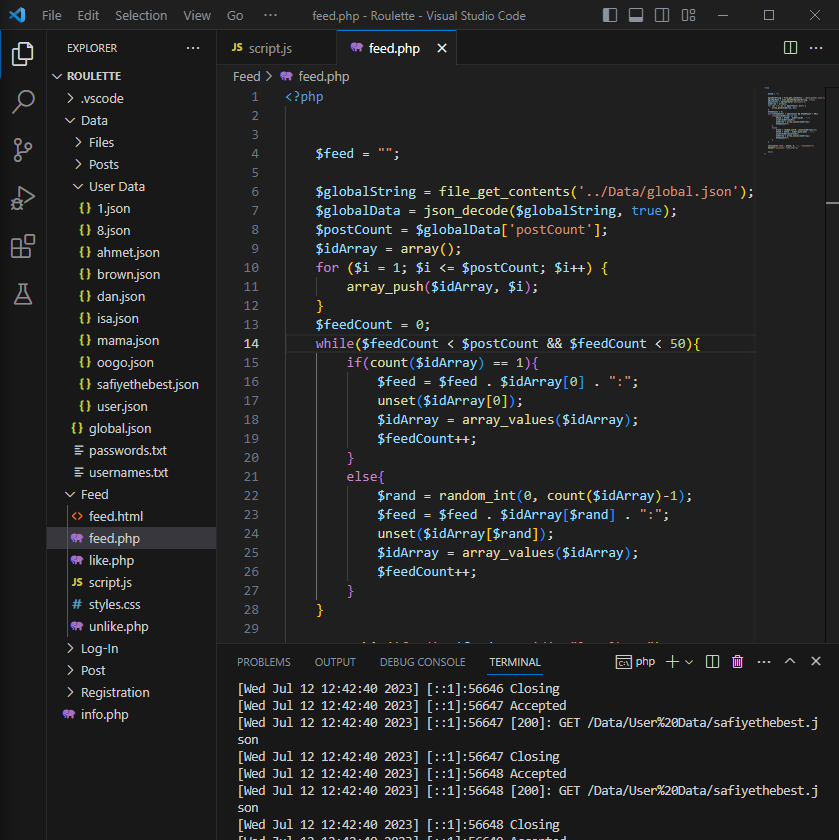 File Edit Selection View Go ··· feed.php - Roulette - Visual Studio Code
EXPLORER ···
ROULETTE
.vscode
Data
Files
Posts
User Data
{} 1.json
{} 8.json
{} ahmet.json
{} brown.json
{} dan.json
{} isa.json
{} mama.json
{} oogo.json
{} safiyethebest.json
{} user.json
{} global.json
passwords.txt
usernames.txt
Feed
<> feed.html
feed.php
like.php
JS script.js
# styles.css
unlike.php
Log-In
Post
Registration
info.php
JS script.js feed.php ···
Feed > feed.php
1 <?php
2
3
4 $feed = "";
5
6 $globalString = file_get_contents('../Data/global.json');
7 $globalData = json_decode($globalString, true);
8 $postCount = $globalData['postCount'];
9 $idArray = array();
10 for ($i = 1; $i <= $postCount; $i++) {
11 array_push($idArray, $i);
12 }
13 $feedCount = 0;
14 while($feedCount < $postCount && $feedCount < 50){
15 if(count($idArray) == 1){
16 $feed = $feed . $idArray[0] . ":";
17 unset($idArray[0]);
18 $idArray = array_values($idArray);
19 $feedCount++;
20 }
21 else{
22 $rand = random_int(0, count($idArray)-1);
23 $feed = $feed . $idArray[$rand] . ":";
24 unset($idArray[$rand]);
25 $idArray = array_values($idArray);
26 $feedCount++;
27 }
28 }
29
PROBLEMS OUTPUT DEBUG CONSOLE TERMINAL php ···
[Wed Jul 12 12:42:40 2023] [::1]:56646 Closing
[Wed Jul 12 12:42:40 2023] [::1]:56647 Accepted
[Wed Jul 12 12:42:40 2023] [::1]:56647 [200]: GET /Data/User%20Data/safiyethebest.j
son
[Wed Jul 12 12:42:40 2023] [::1]:56647 Closing
[Wed Jul 12 12:42:40 2023] [::1]:56648 Accepted
[Wed Jul 12 12:42:40 2023] [::1]:56648 [200]: GET /Data/User%20Data/safiyethebest.j
son
[Wed Jul 12 12:42:40 2023] [::1]:56648 Closing